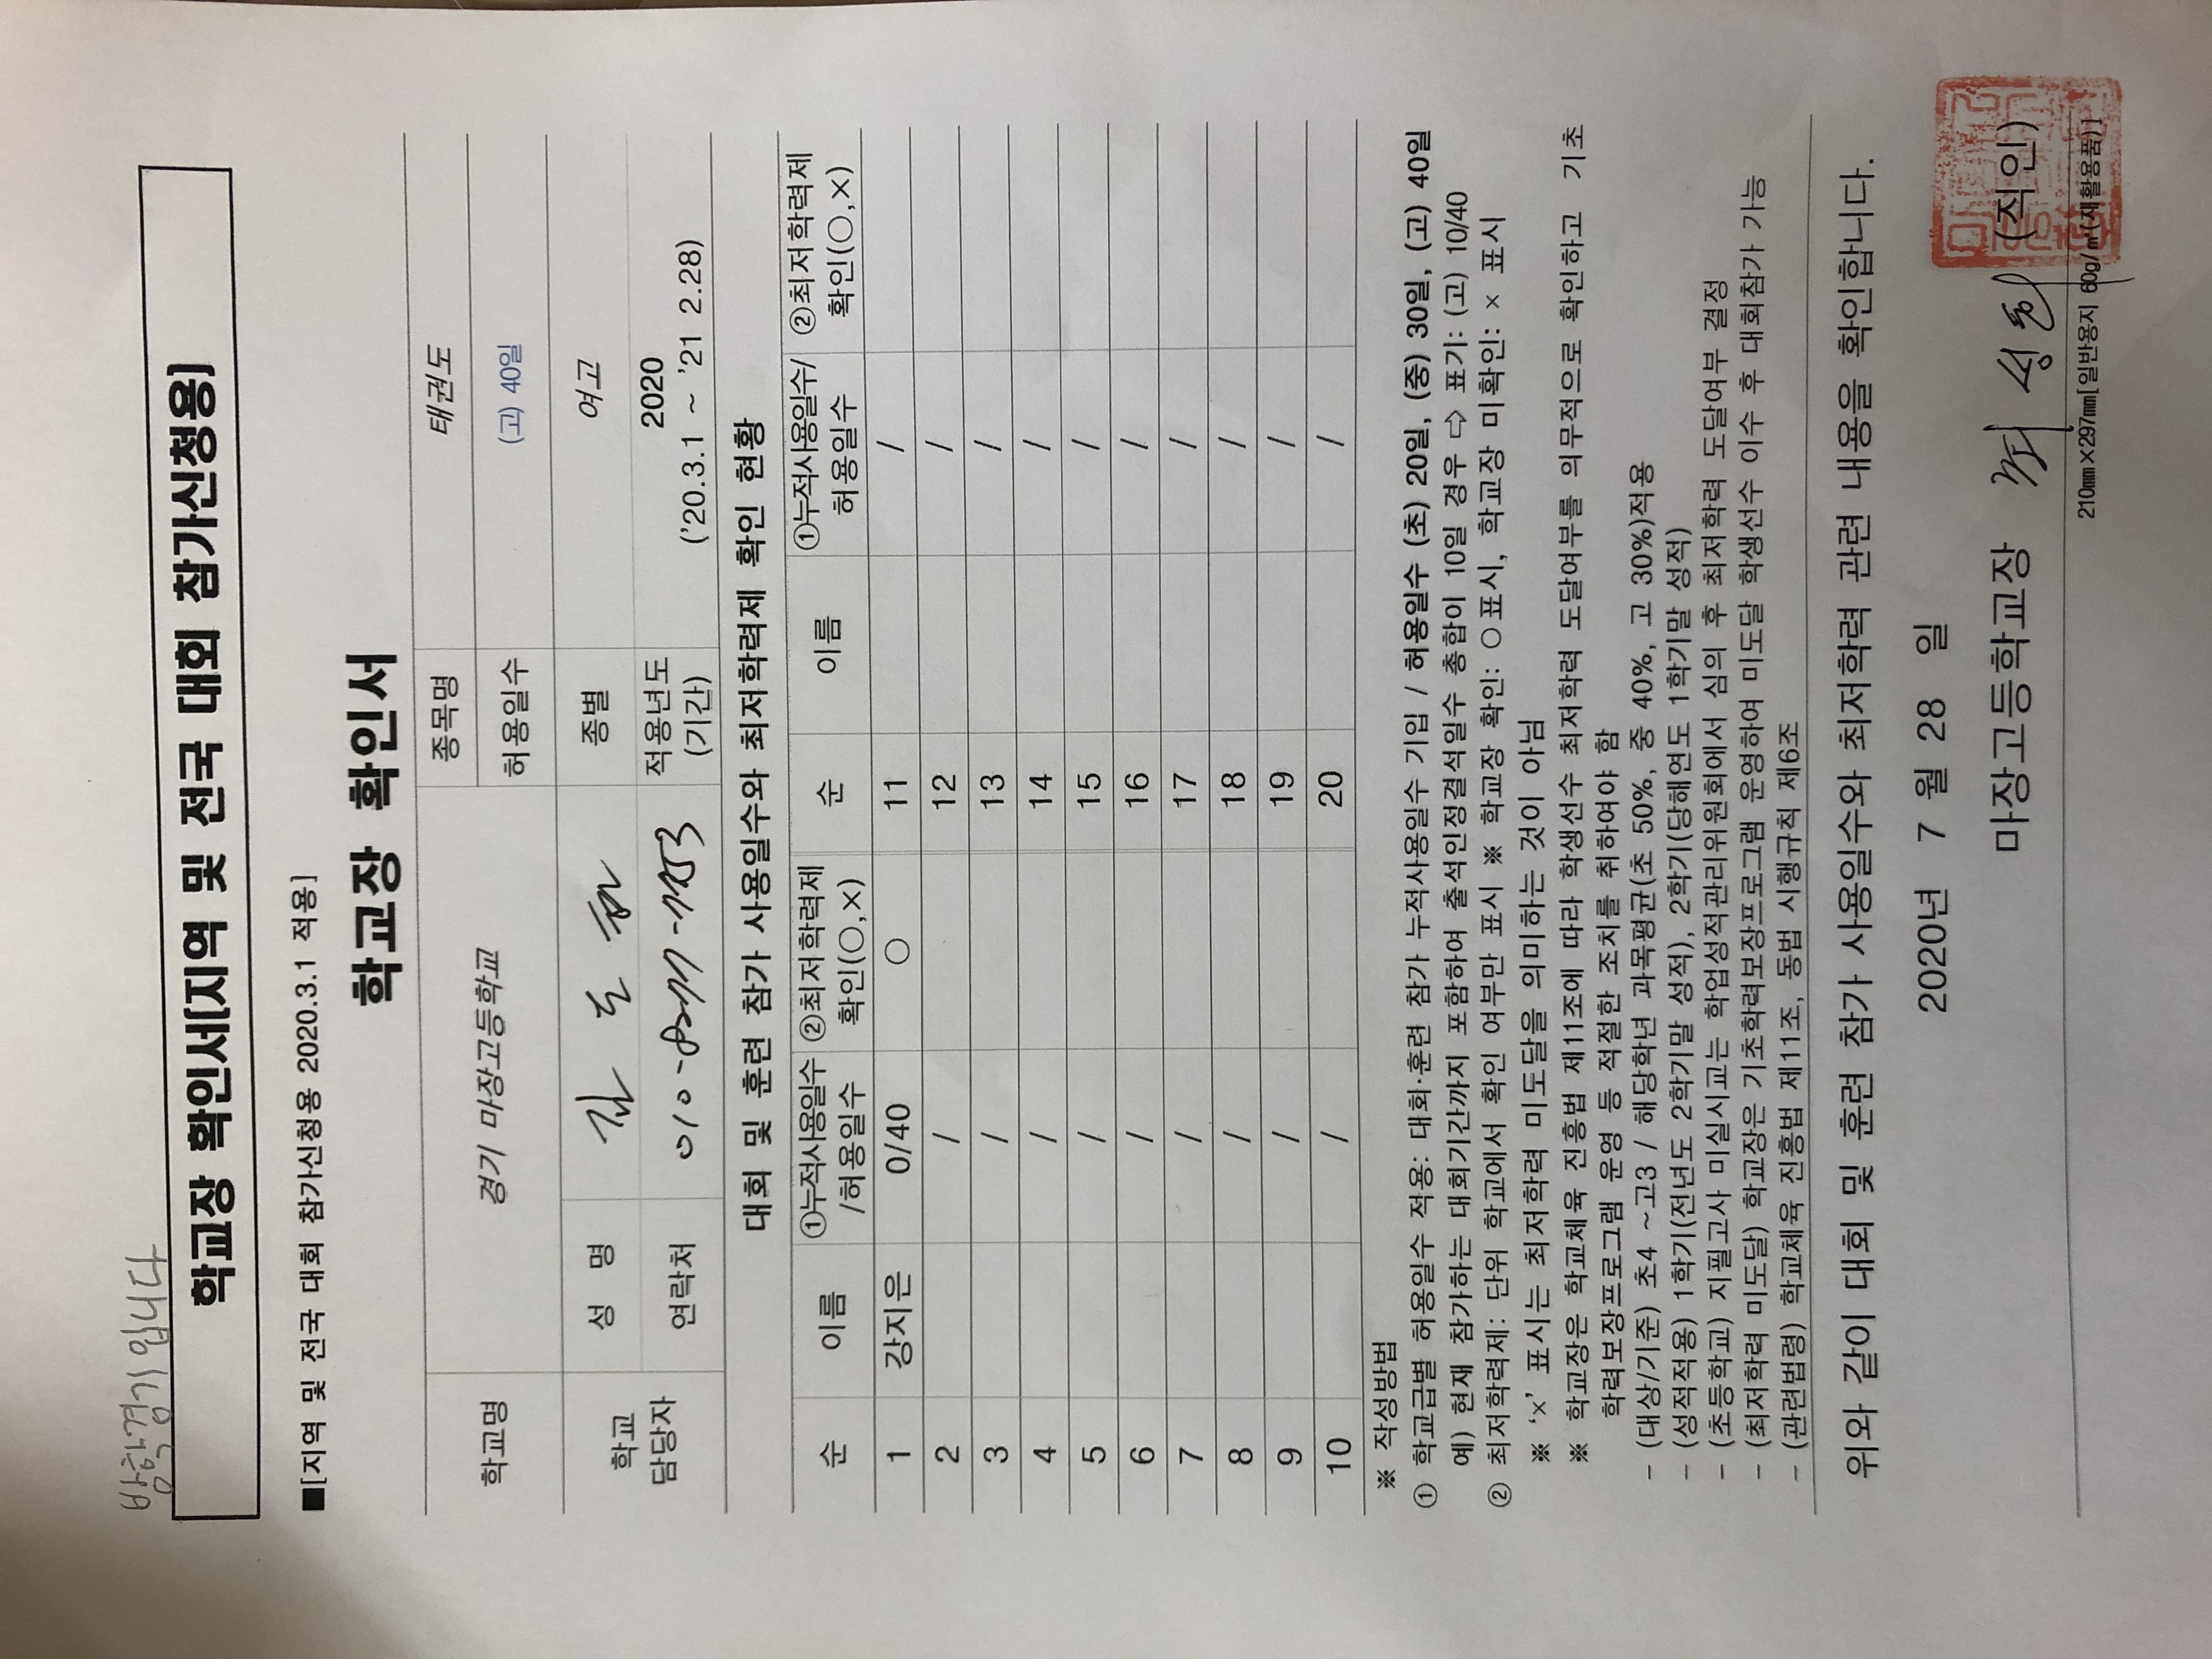 방학경기 입니다
학교장 확인서[지역 및 전국 대회 참가신청용]
■[지역 및 전국 대회 참가신청용 2020.3.1 적용]
학교장 확인서
학교명 경기 마장고등학교 종목명 태권도
허용일수 (고) 40일
학교 담당자 성 명 종별 여고
연락처 적용년도 (기간) 2020 ('20.3.1 ~ '21 2.28)
대회 및 훈련 참가 사용일수와 최저학력제 확인 현황
순 이름 ①누적사용일수/허용일수 ②최저학력제 확인(○,×) 순 이름 ①누적사용일수/허용일수 ②최저학력제 확인(○,×)
1 강지은 0/40 ○ 11 /
2 / 12 /
3 / 13 /
4 / 14 /
5 / 15 /
6 / 16 /
7 / 17 /
8 / 18 /
9 / 19 /
10 / 20 /
※ 작성방법
① 학교급별 허용일수 적용: 대회·훈련 참가 누적사용일수 기입 / 허용일수 (초) 20일, (중) 30일, (고) 40일
예) 현재 참가하는 대회기간까지 포함하여 출석인정결석일수 총합이 10일 경우 ⇨ 표기: (고) 10/40
② 최저학력제: 단위 학교에서 확인 여부만 표시 ※ 학교장 확인: ○표시, 학교장 미확인: × 표시
※ '×' 표시는 최저학력 미도달을 의미하는 것이 아님
※ 학교장은 학교체육 진흥법 제11조에 따라 학생선수 최저학력 도달여부를 의무적으로 확인하고 기초
학력보장프로그램 운영 등 적절한 조치를 취하여야 함
- (대상/기준) 초4 ~고3 / 해당학년 과목평균(초 50%, 중 40%, 고 30%)적용
- (성적적용) 1학기(전년도 2학기말 성적), 2학기(당해연도 1학기말 성적)
- (초등학교) 지필고사 미실시교는 학업성적관리위원회에서 심의 후 최저학력 도달여부 결정
- (최저학력 미도달) 학교장은 기초학력보장프로그램 운영하여 미도달 학생선수 이수 후 대회참가 가능
- (관련법령) 학교체육 진흥법 제11조, 동법 시행규칙 제6조
위와 같이 대회 및 훈련 참가 사용일수와 최저학력 관련 내용을 확인합니다.
2020년 7 월 28 일
마장고등학교장 (직인)
210㎜×297㎜[일반용지 60g/㎡(재활용품)]